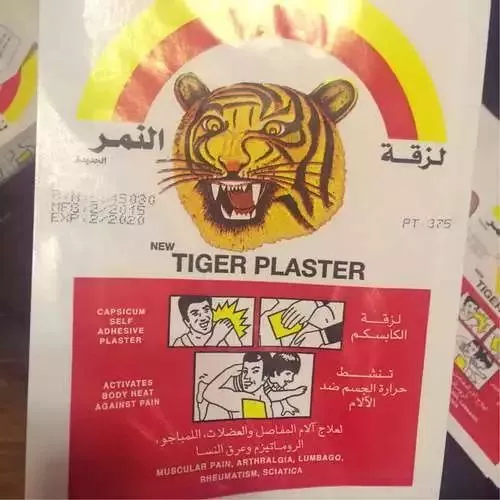 لزقة النمر
الجديدة
MFG 2/2015
EXP 2/2020
PT 375
NEW
TIGER PLASTER
CAPSICUM
SELF
ADHESIVE
PLASTER
لزقة
الكابسكم
ACTIVATES
BODY HEAT
AGAINST PAIN
تنشط
حرارة الجسم ضد
الآلام
لعلاج آلام المفاصل والعضلات، اللمباجو،
الروماتيزم وعرق النسا
MUSCULAR PAIN, ARTHRALGIA, LUMBAGO,
RHEUMATISM, SCIATICA